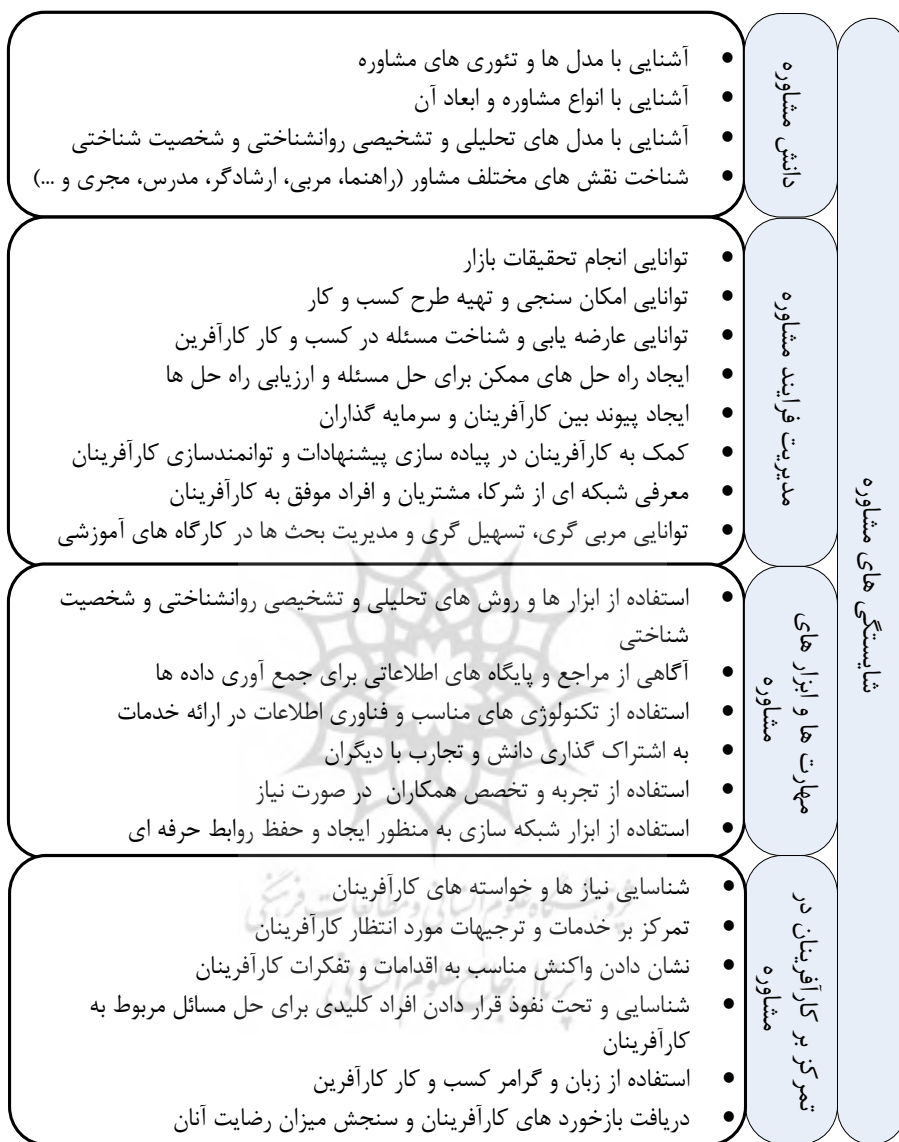 شایستگی های مشاوره
دانش مشاوره
• آشنایی با مدل ها و تئوری های مشاوره
• آشنایی با انواع مشاوره و ابعاد آن
• آشنایی با مدل های تحلیلی و تشخیصی روانشناختی و شخصیت شناختی
• شناخت نقش های مختلف مشاور (راهنما، مربی، ارشادگر، مدرس، مجری و ...)
مدیریت فرایند مشاوره
• توانایی انجام تحقیقات بازار
• توانایی امکان سنجی و تهیه طرح کسب و کار
• توانایی عارضه یابی و شناخت مسئله در کسب و کار کارآفرین
• ایجاد راه حل های ممکن برای حل مسئله و ارزیابی راه حل ها
• ایجاد پیوند بین کارآفرینان و سرمایه گذاران
• کمک به کارآفرینان در پیاده سازی پیشنهادات و توانمندسازی کارآفرینان
• معرفی شبکه ای از شرکا، مشتریان و افراد موفق به کارآفرینان
• توانایی مربی گری، تسهیل گری و مدیریت بحث ها در کارگاه های آموزشی
مهارت ها و ابزار های
مشاوره
• استفاده از ابزار ها و روش های تحلیلی و تشخیصی روانشناختی و شخصیت
شناختی
• آگاهی از مراجع و پایگاه های اطلاعاتی برای جمع آوری داده ها
• استفاده از تکنولوژی های مناسب و فناوری اطلاعات در ارائه خدمات
• به اشتراک گذاری دانش و تجارب با دیگران
• استفاده از تجربه و تخصص همکاران در صورت نیاز
• استفاده از ابزار شبکه سازی به منظور ایجاد و حفظ روابط حرفه ای
تمرکز بر کارآفرینان در
مشاوره
• شناسایی نیاز ها و خواسته های کارآفرینان
• تمرکز بر خدمات و ترجیهات مورد انتظار کارآفرینان
• نشان دادن واکنش مناسب به اقدامات و تفکرات کارآفرینان
• شناسایی و تحت نفوذ قرار دادن افراد کلیدی برای حل مسائل مربوط به
کارآفرینان
• استفاده از زبان و گرامر کسب و کار کارآفرین
• دریافت بازخورد های کارآفرینان و سنجش میزان رضایت آنان
پژوهشگاه علوم انسانی و مطالعات فرهنگی
پرتال جامع علوم انسانی